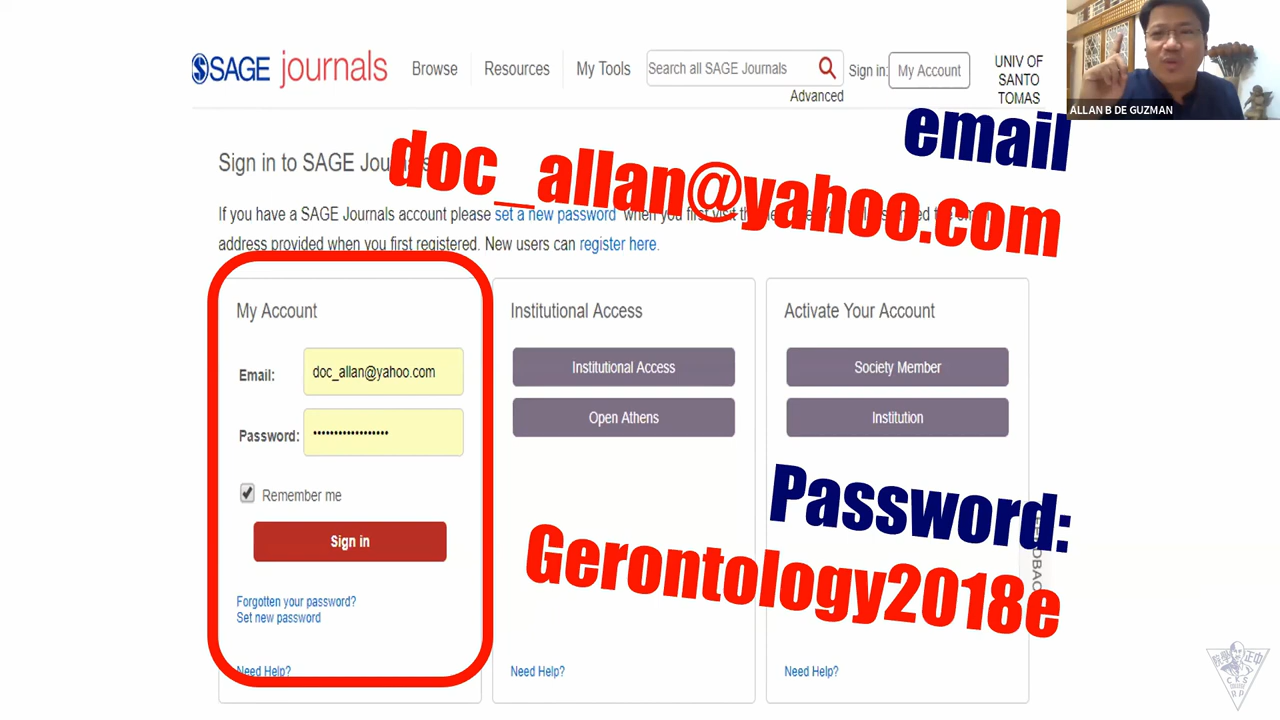 SAGE journals
Browse
Resources
My Tools
Search all SAGE Journals
Advanced
Sign in:
My Account
UNIV OF
SANTO
TOMAS
ALLAN B DE GUZMAN
email
doc_allan@yahoo.com
Sign in to SAGE
If you have a SAGE Journals account please set a new password when you first visit
address provided when you first registered. New users can register here.
My Account
Email:
doc_allan@yahoo.com
Password:
••••••••••••••••••
Remember me
Sign in
Forgotten your password?
Set new password
Need Help?
Institutional Access
Institutional Access
Open Athens
Need Help?
Activate Your Account
Society Member
Institution
Need Help?
Password:
Gerontology2018e